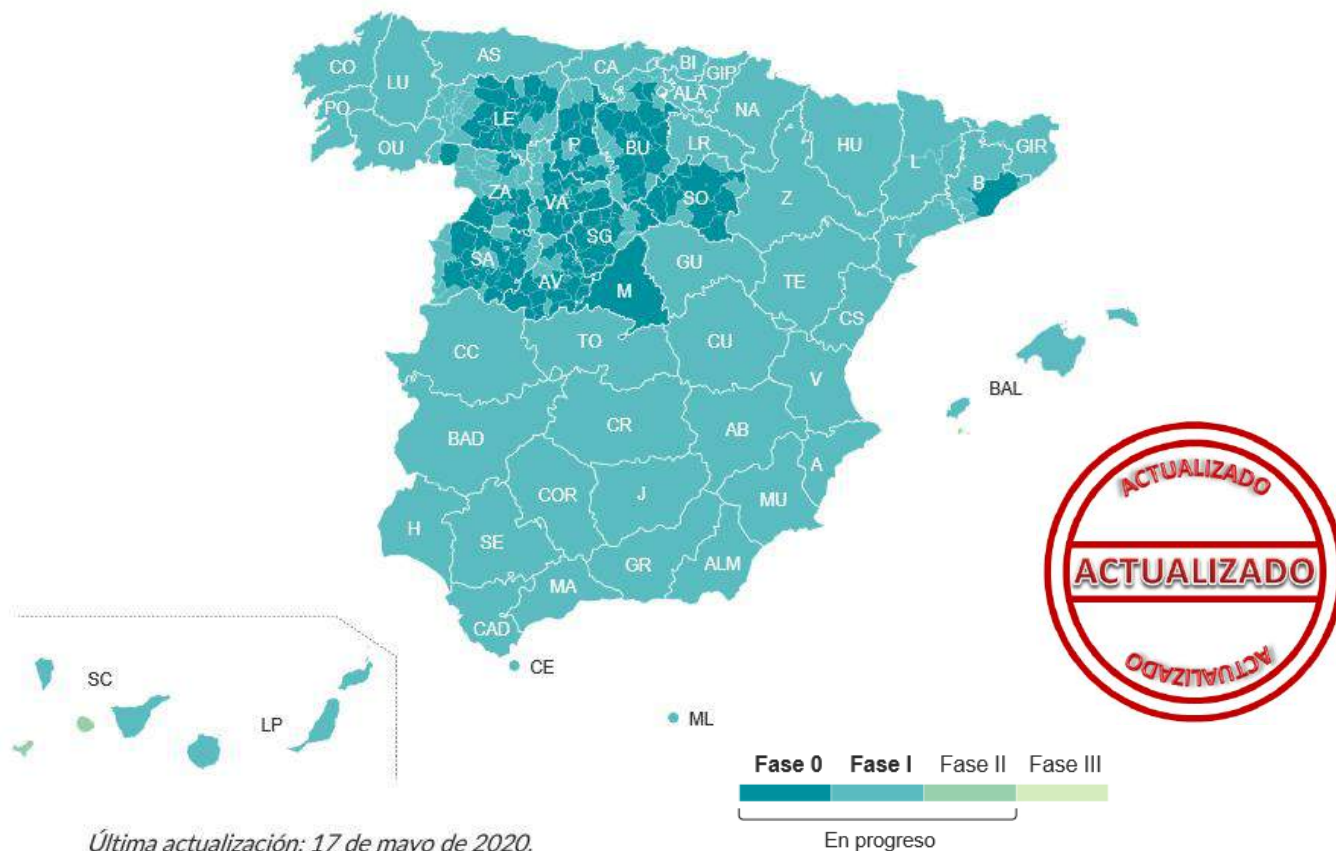 AS
CO
LU
CA
BI
GIP
ALA
PO
LE
NA
OU
P
BU
LR
HU
L
GIR
B
ZA
VA
SO
Z
SG
T
SA
GU
AV
M
TE
CS
CC
TO
CU
V
BAL
BAD
CR
AB
A
COR
J
MU
H
SE
GR
ALM
MA
CAD
CE
SC
LP
ML
ACTUALIZADO
ACTUALIZADO
ACTUALIZADO
Fase 0 Fase I Fase II Fase III
En progreso
Última actualización: 17 de mayo de 2020.